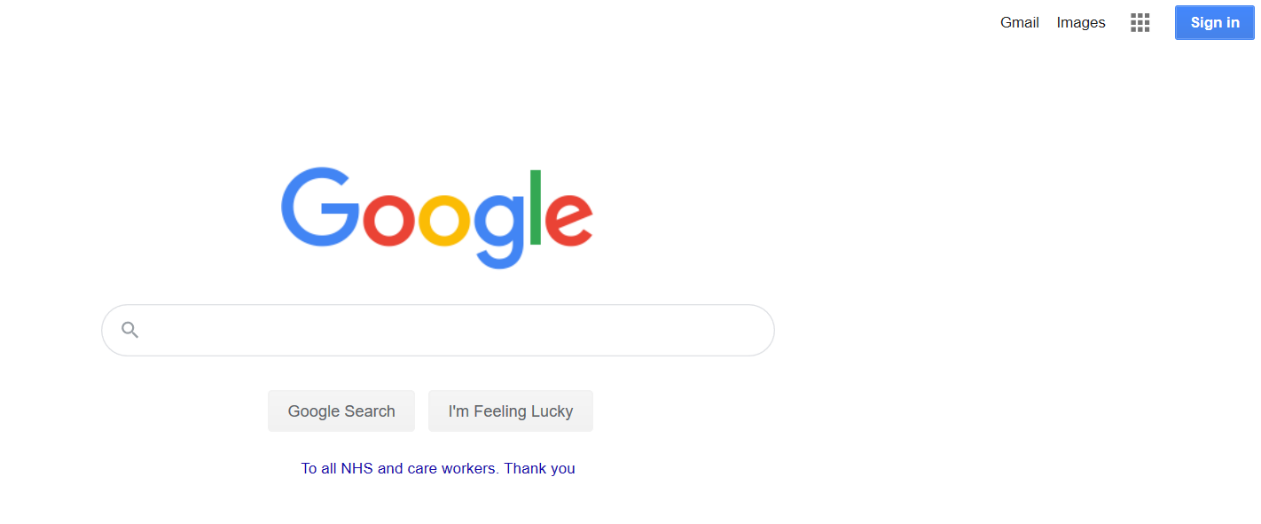 Gmail Images Sign in
Google
Google Search I'm Feeling Lucky
To all NHS and care workers. Thank you